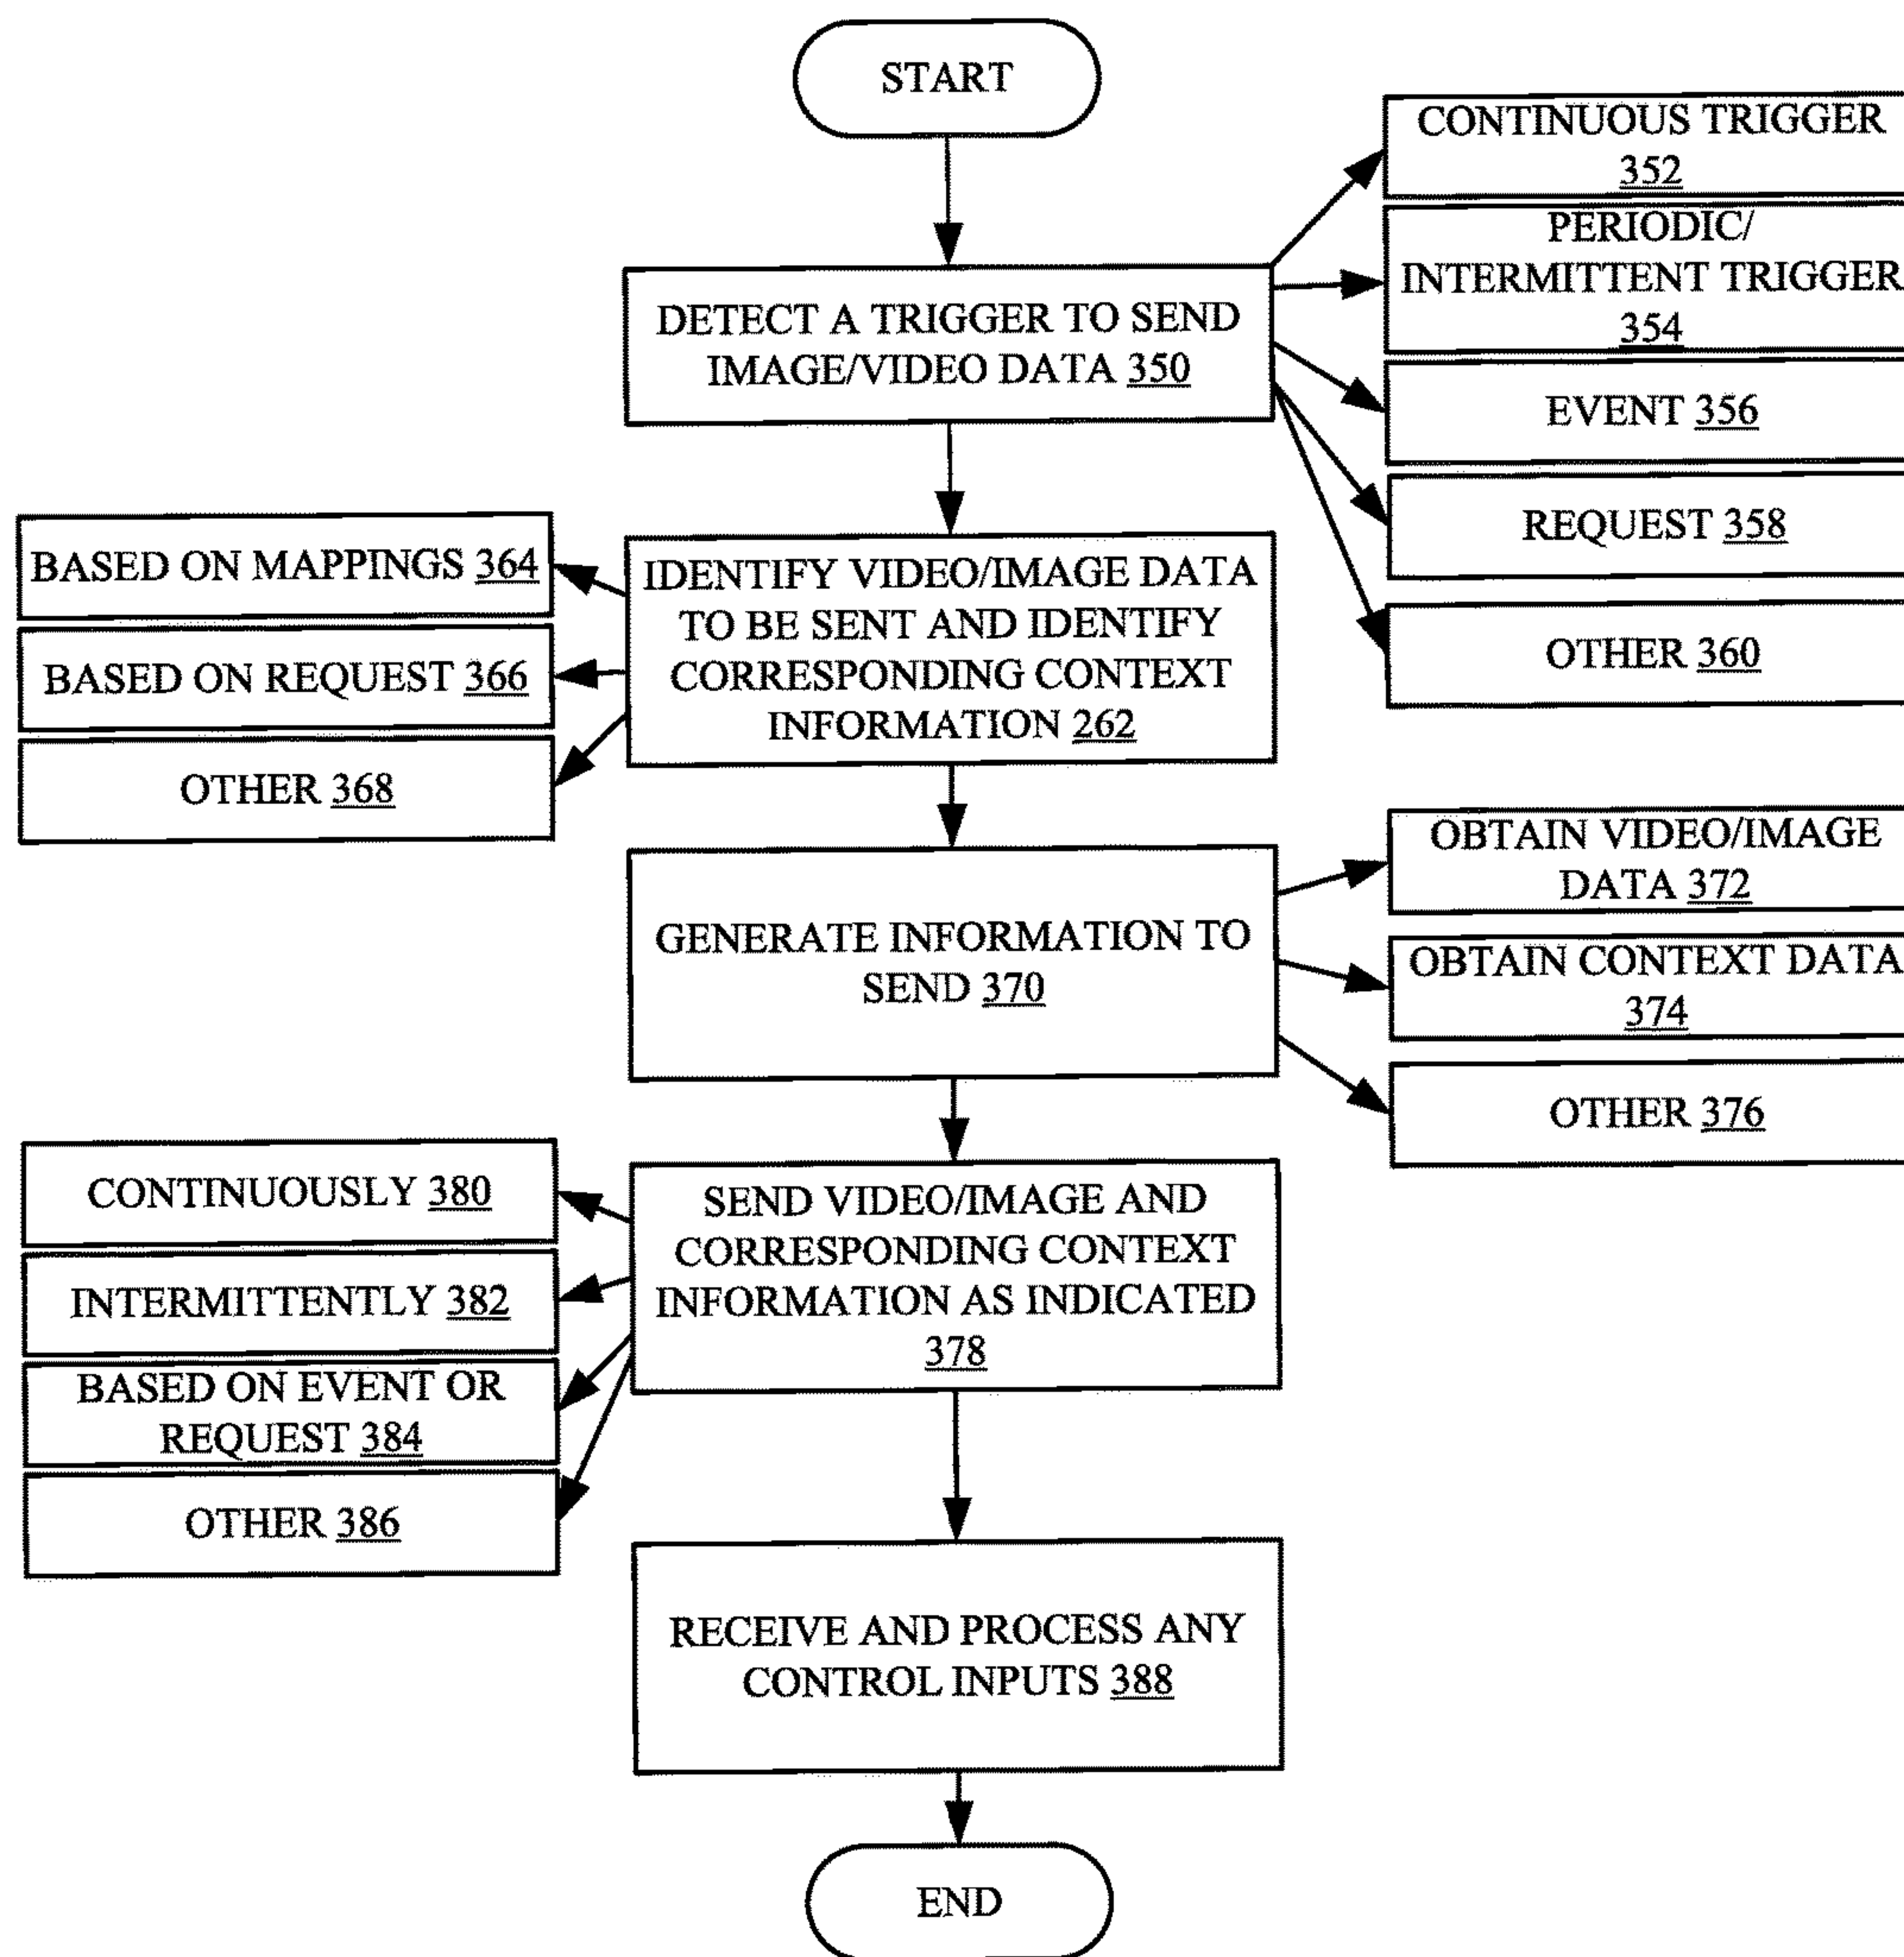 START
CONTINUOUS TRIGGER
352
PERIODIC/
INTERMITTENT TRIGGER
354
DETECT A TRIGGER TO SEND
IMAGE/VIDEO DATA 350
EVENT 356
REQUEST 358
OTHER 360
BASED ON MAPPINGS 364
BASED ON REQUEST 366
OTHER 368
IDENTIFY VIDEO/IMAGE DATA
TO BE SENT AND IDENTIFY
CORRESPONDING CONTEXT
INFORMATION 262
OBTAIN VIDEO/IMAGE
DATA 372
GENERATE INFORMATION TO
SEND 370
OBTAIN CONTEXT DATA
374
OTHER 376
CONTINUOUSLY 380
INTERMITTENTLY 382
BASED ON EVENT OR
REQUEST 384
OTHER 386
SEND VIDEO/IMAGE AND
CORRESPONDING CONTEXT
INFORMATION AS INDICATED
378
RECEIVE AND PROCESS ANY
CONTROL INPUTS 388
END